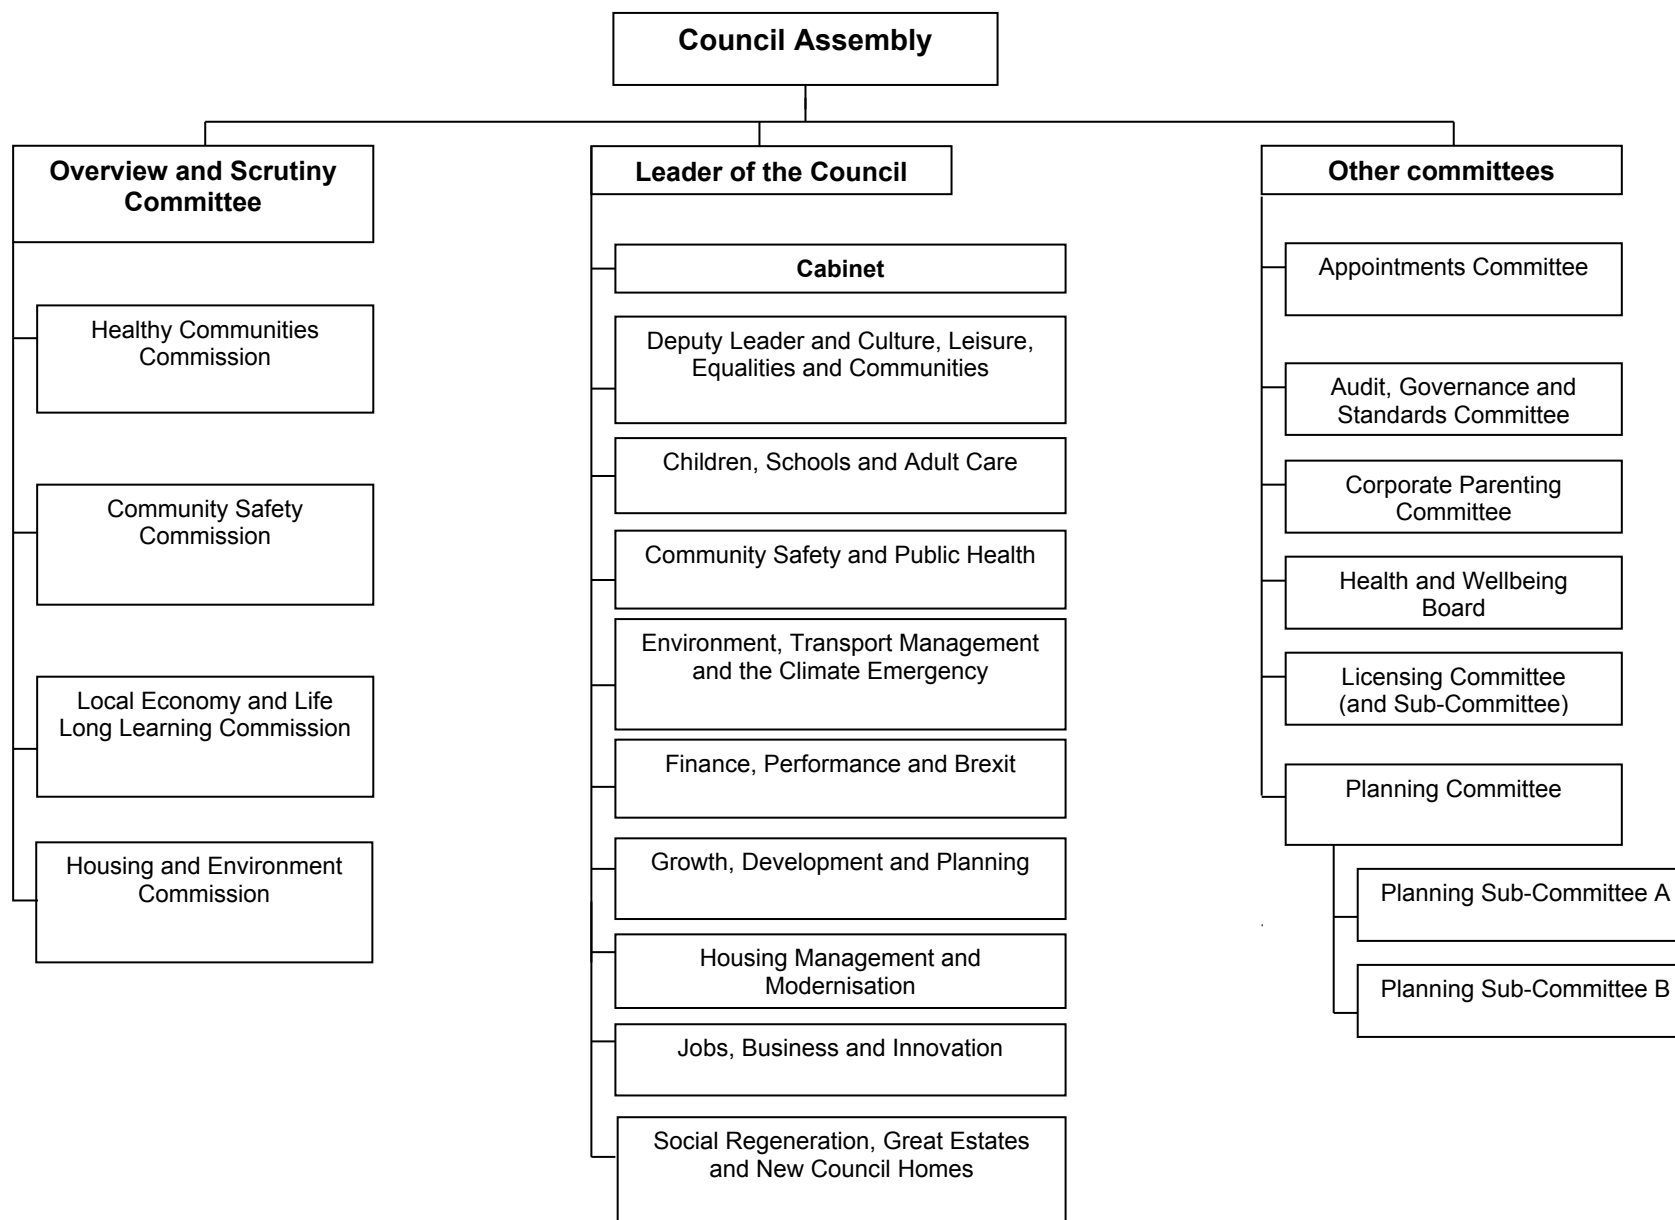 Council Assembly
Overview and Scrutiny
Committee
Healthy Communities
Commission
Community Safety
Commission
Local Economy and Life
Long Learning Commission
Housing and Environment
Commission
Leader of the Council
Cabinet
Deputy Leader and Culture, Leisure,
Equalities and Communities
Children, Schools and Adult Care
Community Safety and Public Health
Environment, Transport Management
and the Climate Emergency
Finance, Performance and Brexit
Growth, Development and Planning
Housing Management and
Modernisation
Jobs, Business and Innovation
Social Regeneration, Great Estates
and New Council Homes
Other committees
Appointments Committee
Audit, Governance and
Standards Committee
Corporate Parenting
Committee
Health and Wellbeing
Board
Licensing Committee
(and Sub-Committee)
Planning Committee
Planning Sub-Committee A
Planning Sub-Committee B